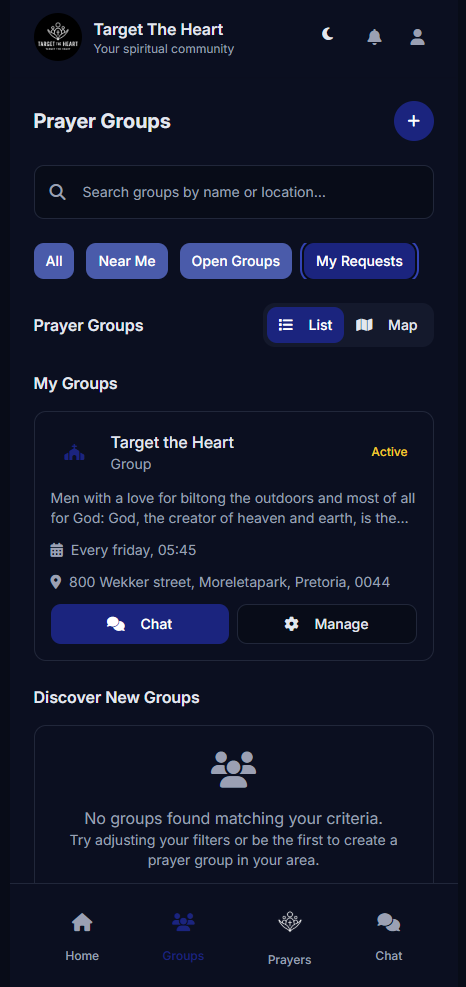 TARGET THE HEART
Target The Heart
Your spiritual community
Prayer Groups
+
Search groups by name or location...
All
Near Me
Open Groups
My Requests
Prayer Groups
List
Map
My Groups
Target the Heart
Group
Active
Men with a love for biltong the outdoors and most of all
for God: God, the creator of heaven and earth, is the...
Every friday, 05:45
800 Wekker street, Moreletapark, Pretoria, 0044
Chat
Manage
Discover New Groups
No groups found matching your criteria.
Try adjusting your filters or be the first to create a
prayer group in your area.
Home
Groups
Prayers
Chat